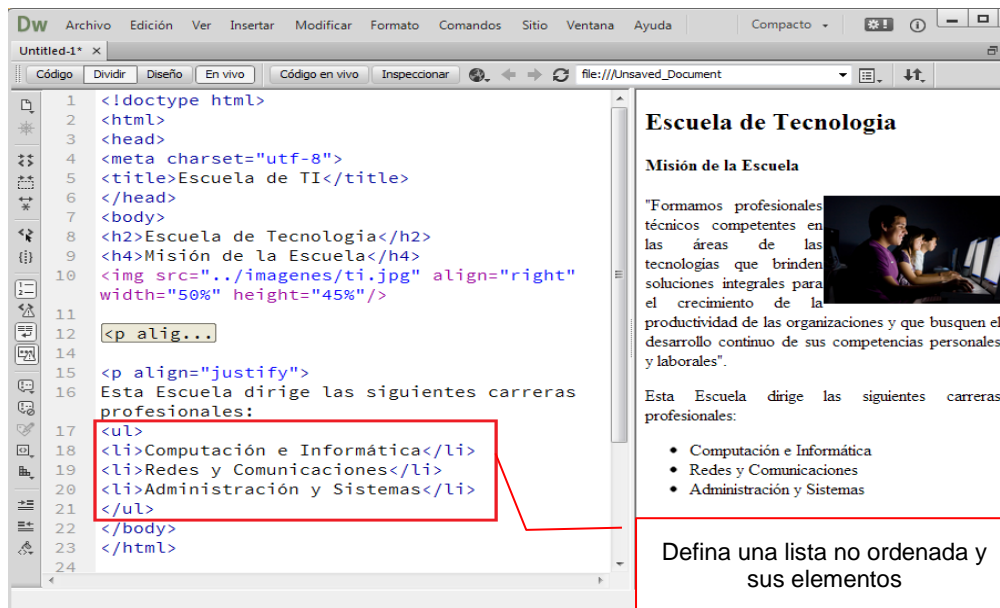 Dw Archivo Edición Ver Insertar Modificar Formato Comandos Sitio Ventana Ayuda Compacto
Untitled-1* ×
Código Dividir Diseño En vivo Código en vivo Inspeccionar file:///Unsaved_Document
1 <!doctype html>
2 <html>
3 <head>
4 <meta charset="utf-8">
5 <title>Escuela de TI</title>
6 </head>
7 <body>
8 <h2>Escuela de Tecnologia</h2>
9 <h4>Misión de la Escuela</h4>
10 <img src="../imagenes/ti.jpg" align="right"
width="50%" height="45%"/>
11
12 <p alig...
14
15 <p align="justify">
16 Esta Escuela dirige las siguientes carreras
profesionales:
17 <ul>
18 <li>Computación e Informática</li>
19 <li>Redes y Comunicaciones</li>
20 <li>Administración y Sistemas</li>
21 </ul>
22 </body>
23 </html>
24
Escuela de Tecnologia
Misión de la Escuela
"Formamos profesionales
técnicos competentes en
las áreas de las
tecnologias que brinden
soluciones integrales para
el crecimiento de la
productividad de las organizaciones y que busquen el
desarrollo continuo de sus competencias personales
y laborales".
Esta Escuela dirige las siguientes carreras
profesionales:
• Computación e Informática
• Redes y Comunicaciones
• Administración y Sistemas
Defina una lista no ordenada y
sus elementos